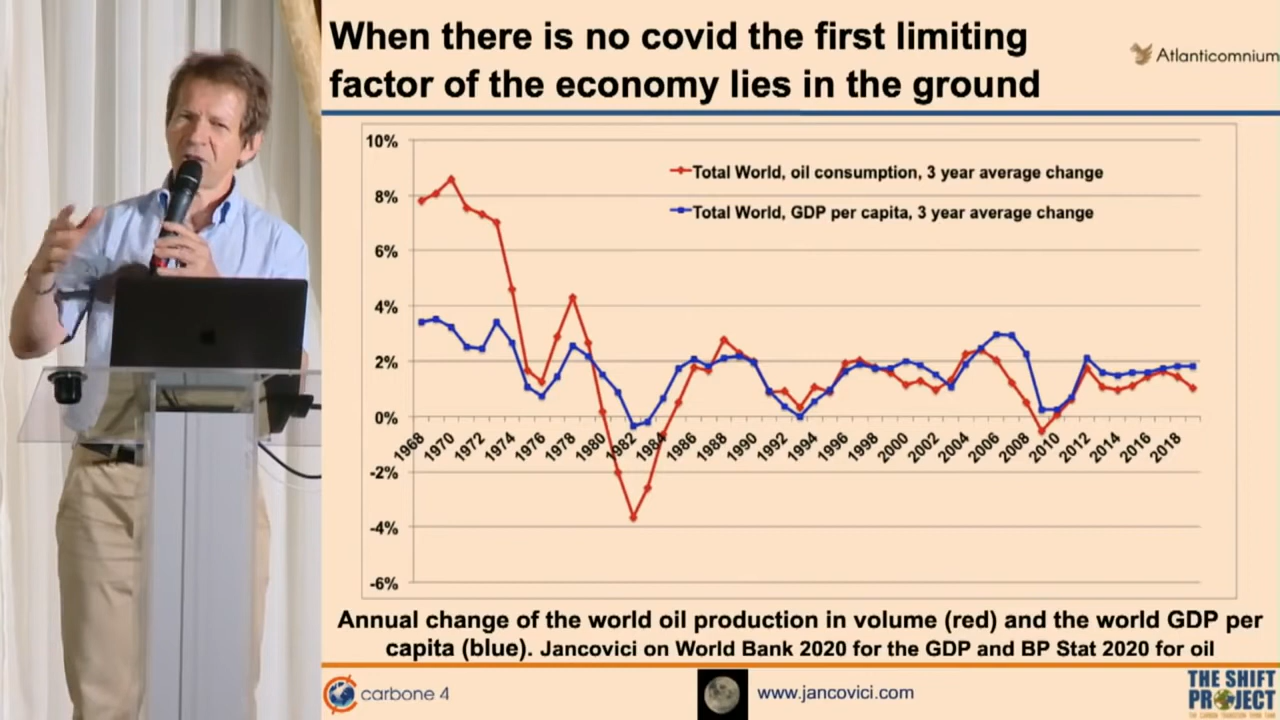 When there is no covid the first limiting
factor of the economy lies in the ground
Atlanticomnium
10%
8%
6%
4%
2%
0%
-2%
-4%
-6%
Total World, oil consumption, 3 year average change
Total World, GDP per capita, 3 year average change
1968 1970 1972 1974 1976 1978 1980 1982 1984 1986 1988 1990 1992 1994 1996 1998 2000 2002 2004 2006 2008 2010 2012 2014 2016 2018
Annual change of the world oil production in volume (red) and the world GDP per
capita (blue). Jancovici on World Bank 2020 for the GDP and BP Stat 2020 for oil
carbone 4
www.jancovici.com
THE SHIFT
PROJECT